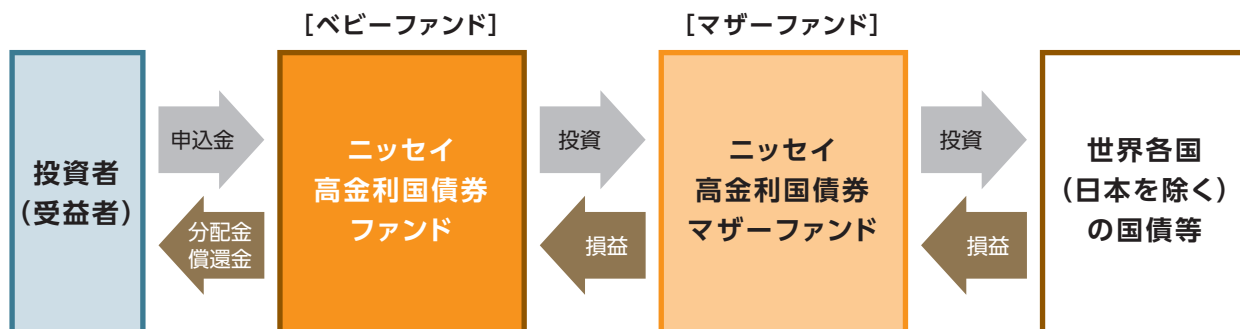 [ベビーファンド]
[マザーファンド]
投資者
(受益者)
申込金
分配金
償還金
ニッセイ
高金利国債券
ファンド
投資
損益
ニッセイ
高金利国債券
マザーファンド
投資
損益
世界各国
(日本を除く)
の国債等